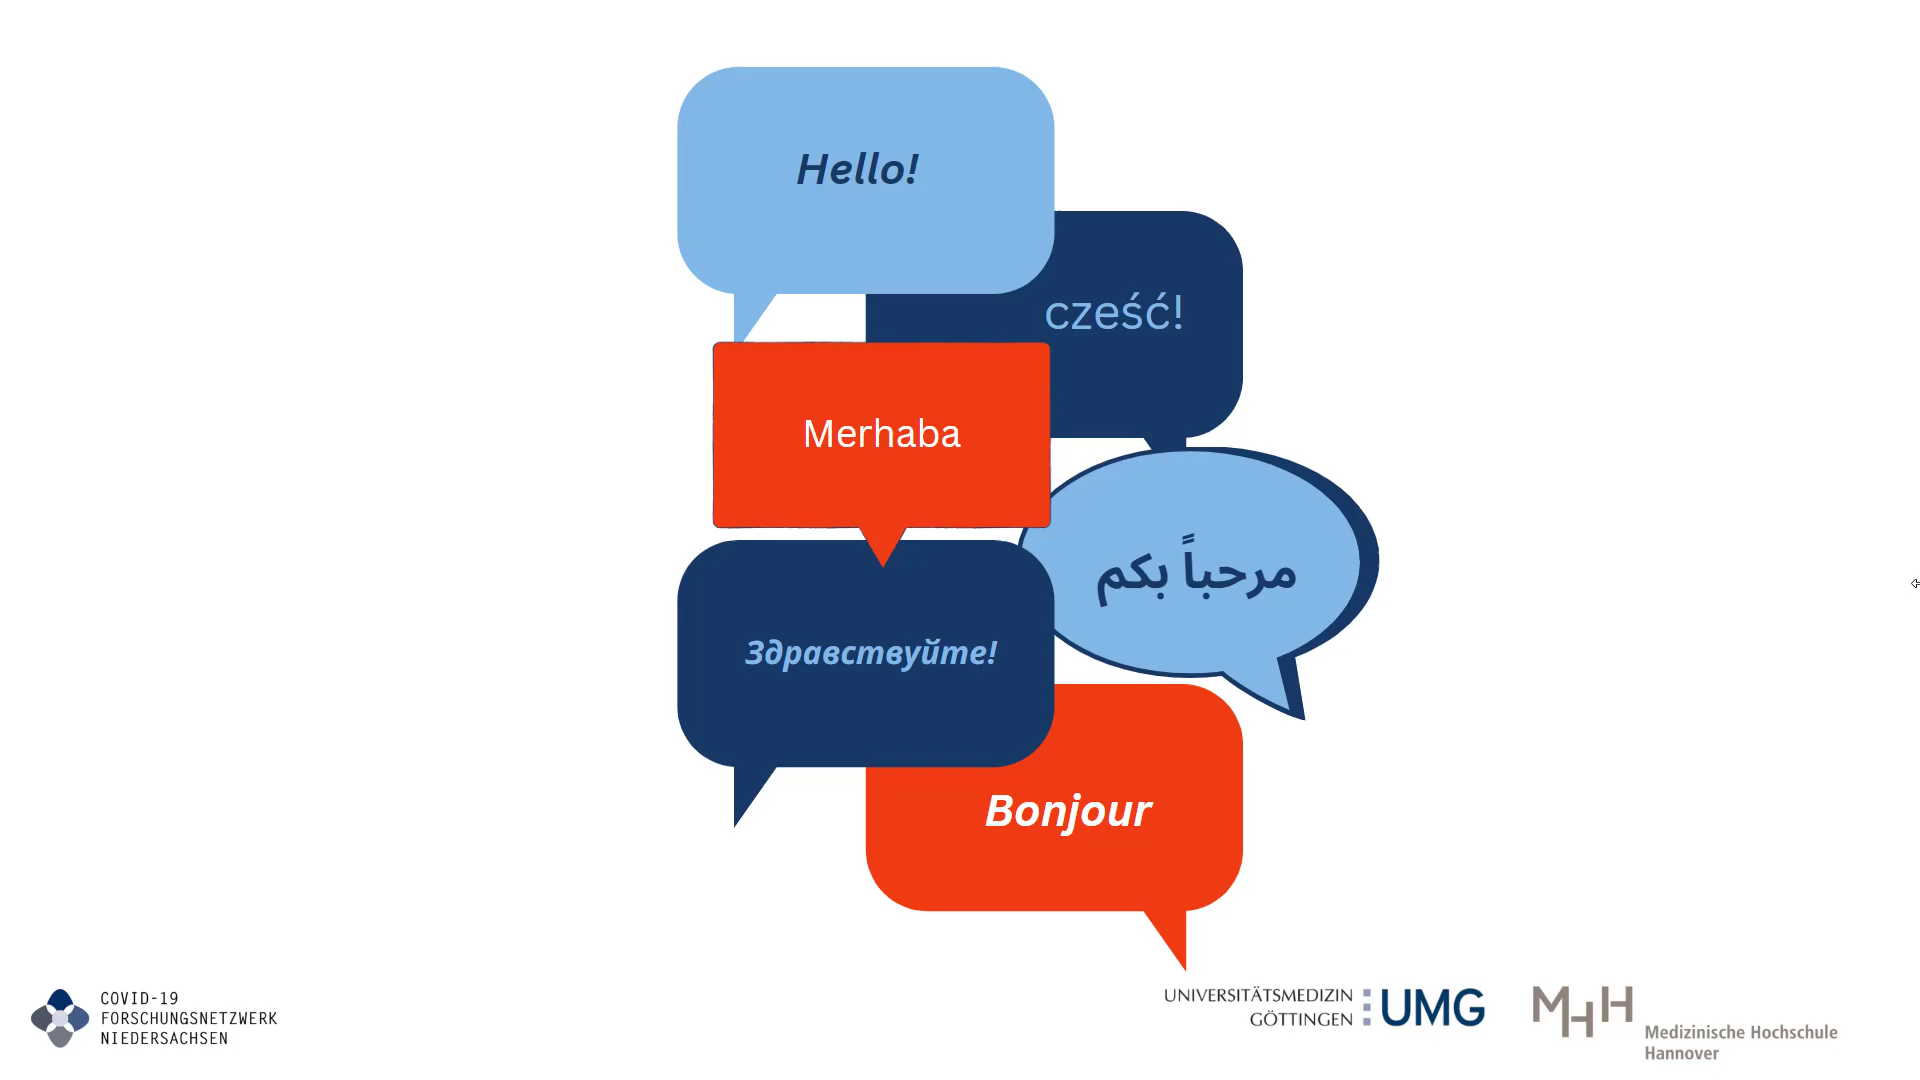 Hello!
cześć!
Merhaba
مرحباً بكم
Здравствуйте!
Bonjour
COVID-19
FORSCHUNGSNETZWERK
NIEDERSACHSEN
UNIVERSITÄTSMEDIZIN
GÖTTINGEN
UMG
MHH
Medizinische Hochschule
Hannover